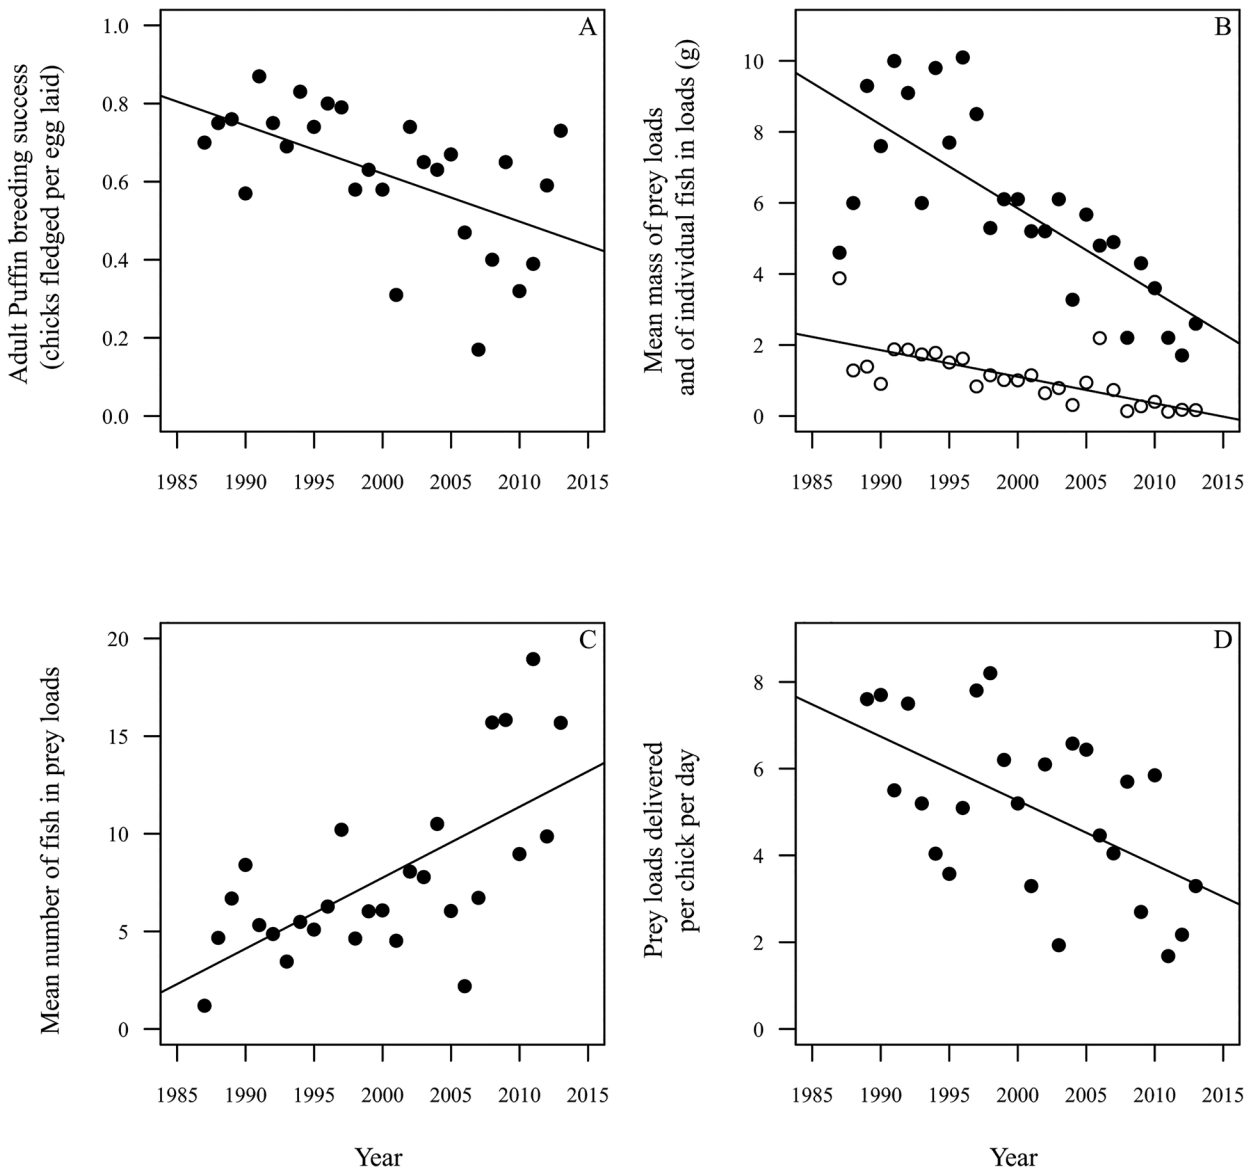 A
Adult Puffin breeding success
(chicks fledged per egg laid)
1.0
0.8
0.6
0.4
0.2
0.0
1985 1990 1995 2000 2005 2010 2015
B
Mean mass of prey loads
and of individual fish in loads (g)
10
8
6
4
2
0
1985 1990 1995 2000 2005 2010 2015
C
Mean number of fish in prey loads
20
15
10
5
0
1985 1990 1995 2000 2005 2010 2015
Year
D
Prey loads delivered
per chick per day
8
6
4
2
0
1985 1990 1995 2000 2005 2010 2015
Year